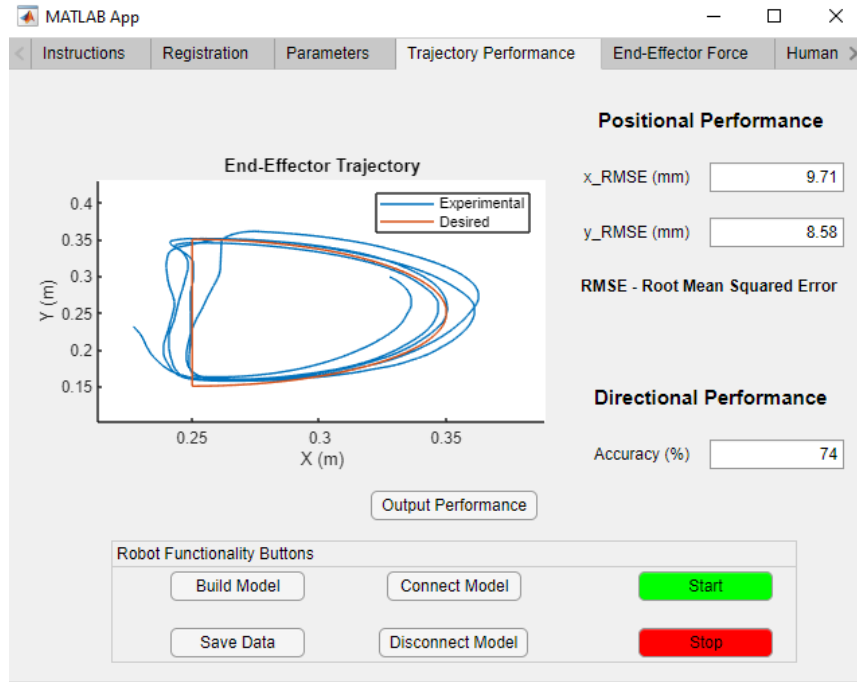 MATLAB App
Instructions Registration Parameters Trajectory Performance End-Effector Force Human
Positional Performance
End-Effector Trajectory
x_RMSE (mm) 9.71
Experimental
Desired
y_RMSE (mm) 8.58
RMSE - Root Mean Squared Error
0.4
0.35
0.3
0.25
0.2
0.15
Y (m)
0.25 0.3 0.35
X (m)
Directional Performance
Accuracy (%) 74
Output Performance
Robot Functionality Buttons
Build Model Connect Model Start
Save Data Disconnect Model Stop